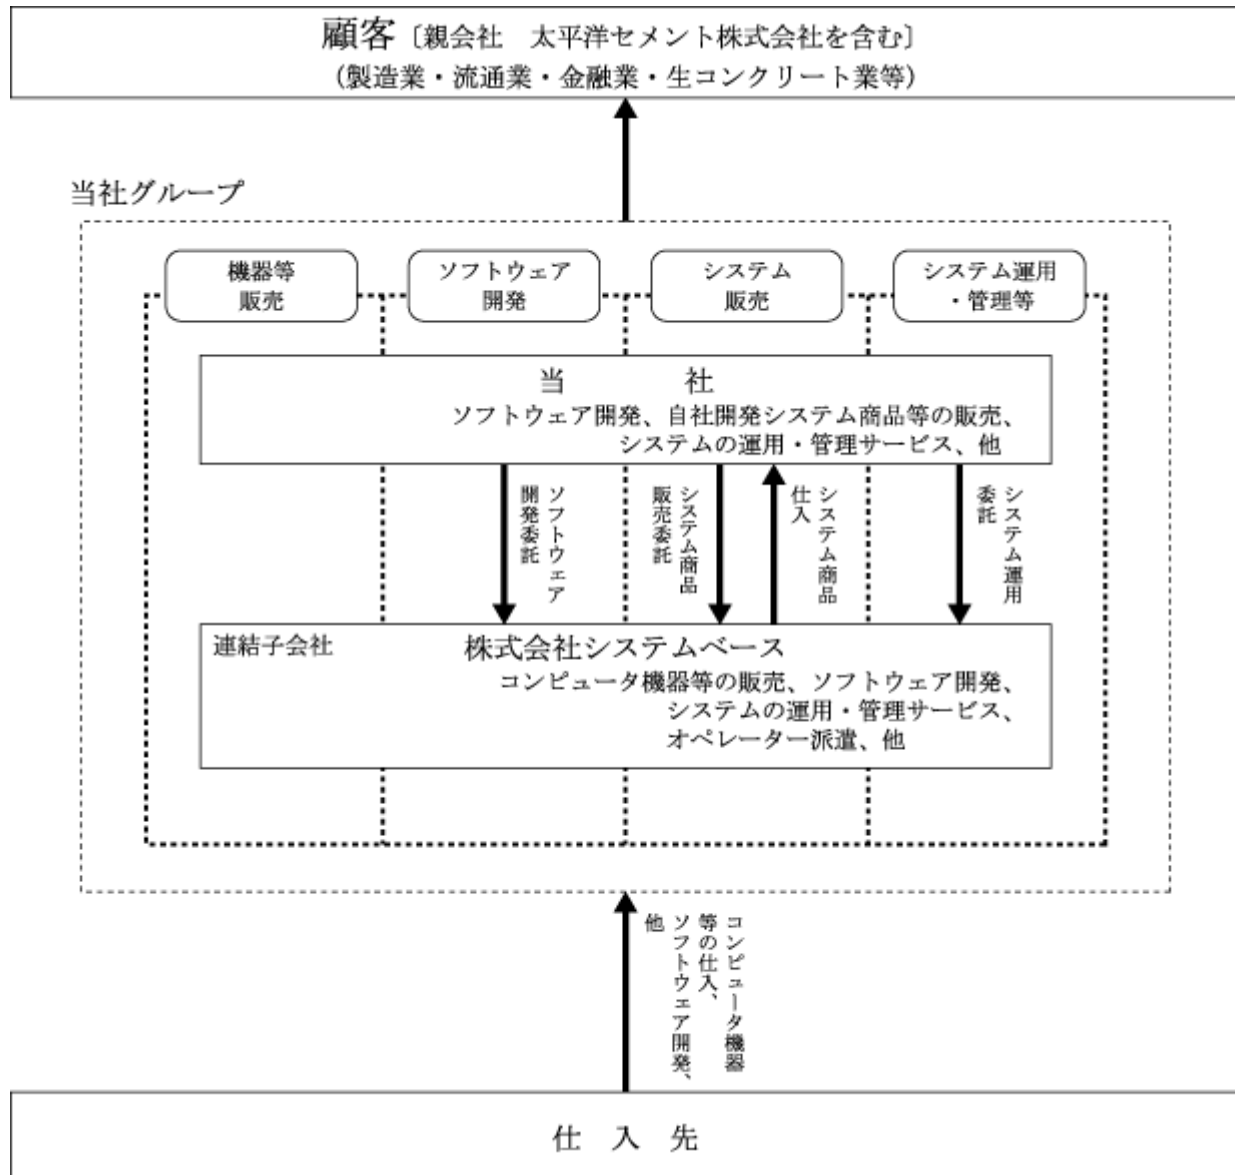 顧客〔親会社　太平洋セメント株式会社を含む〕
（製造業・流通業・金融業・生コンクリート業等）
当社グループ
機器等
販売
ソフトウェア
開発
システム
販売
システム運用
・管理等
当　社
ソフトウェア開発、自社開発システム商品等の販売、
システムの運用・管理サービス、他
ソフトウェア
開発委託
システム商品
販売委託
システム商品
仕入
システム運用
委託
連結子会社
株式会社システムベース
コンピュータ機器等の販売、ソフトウェア開発、
システムの運用・管理サービス、
オペレーター派遣、他
コンピュータ機器
等の仕入、
ソフトウェア開発、
他
仕　入　先